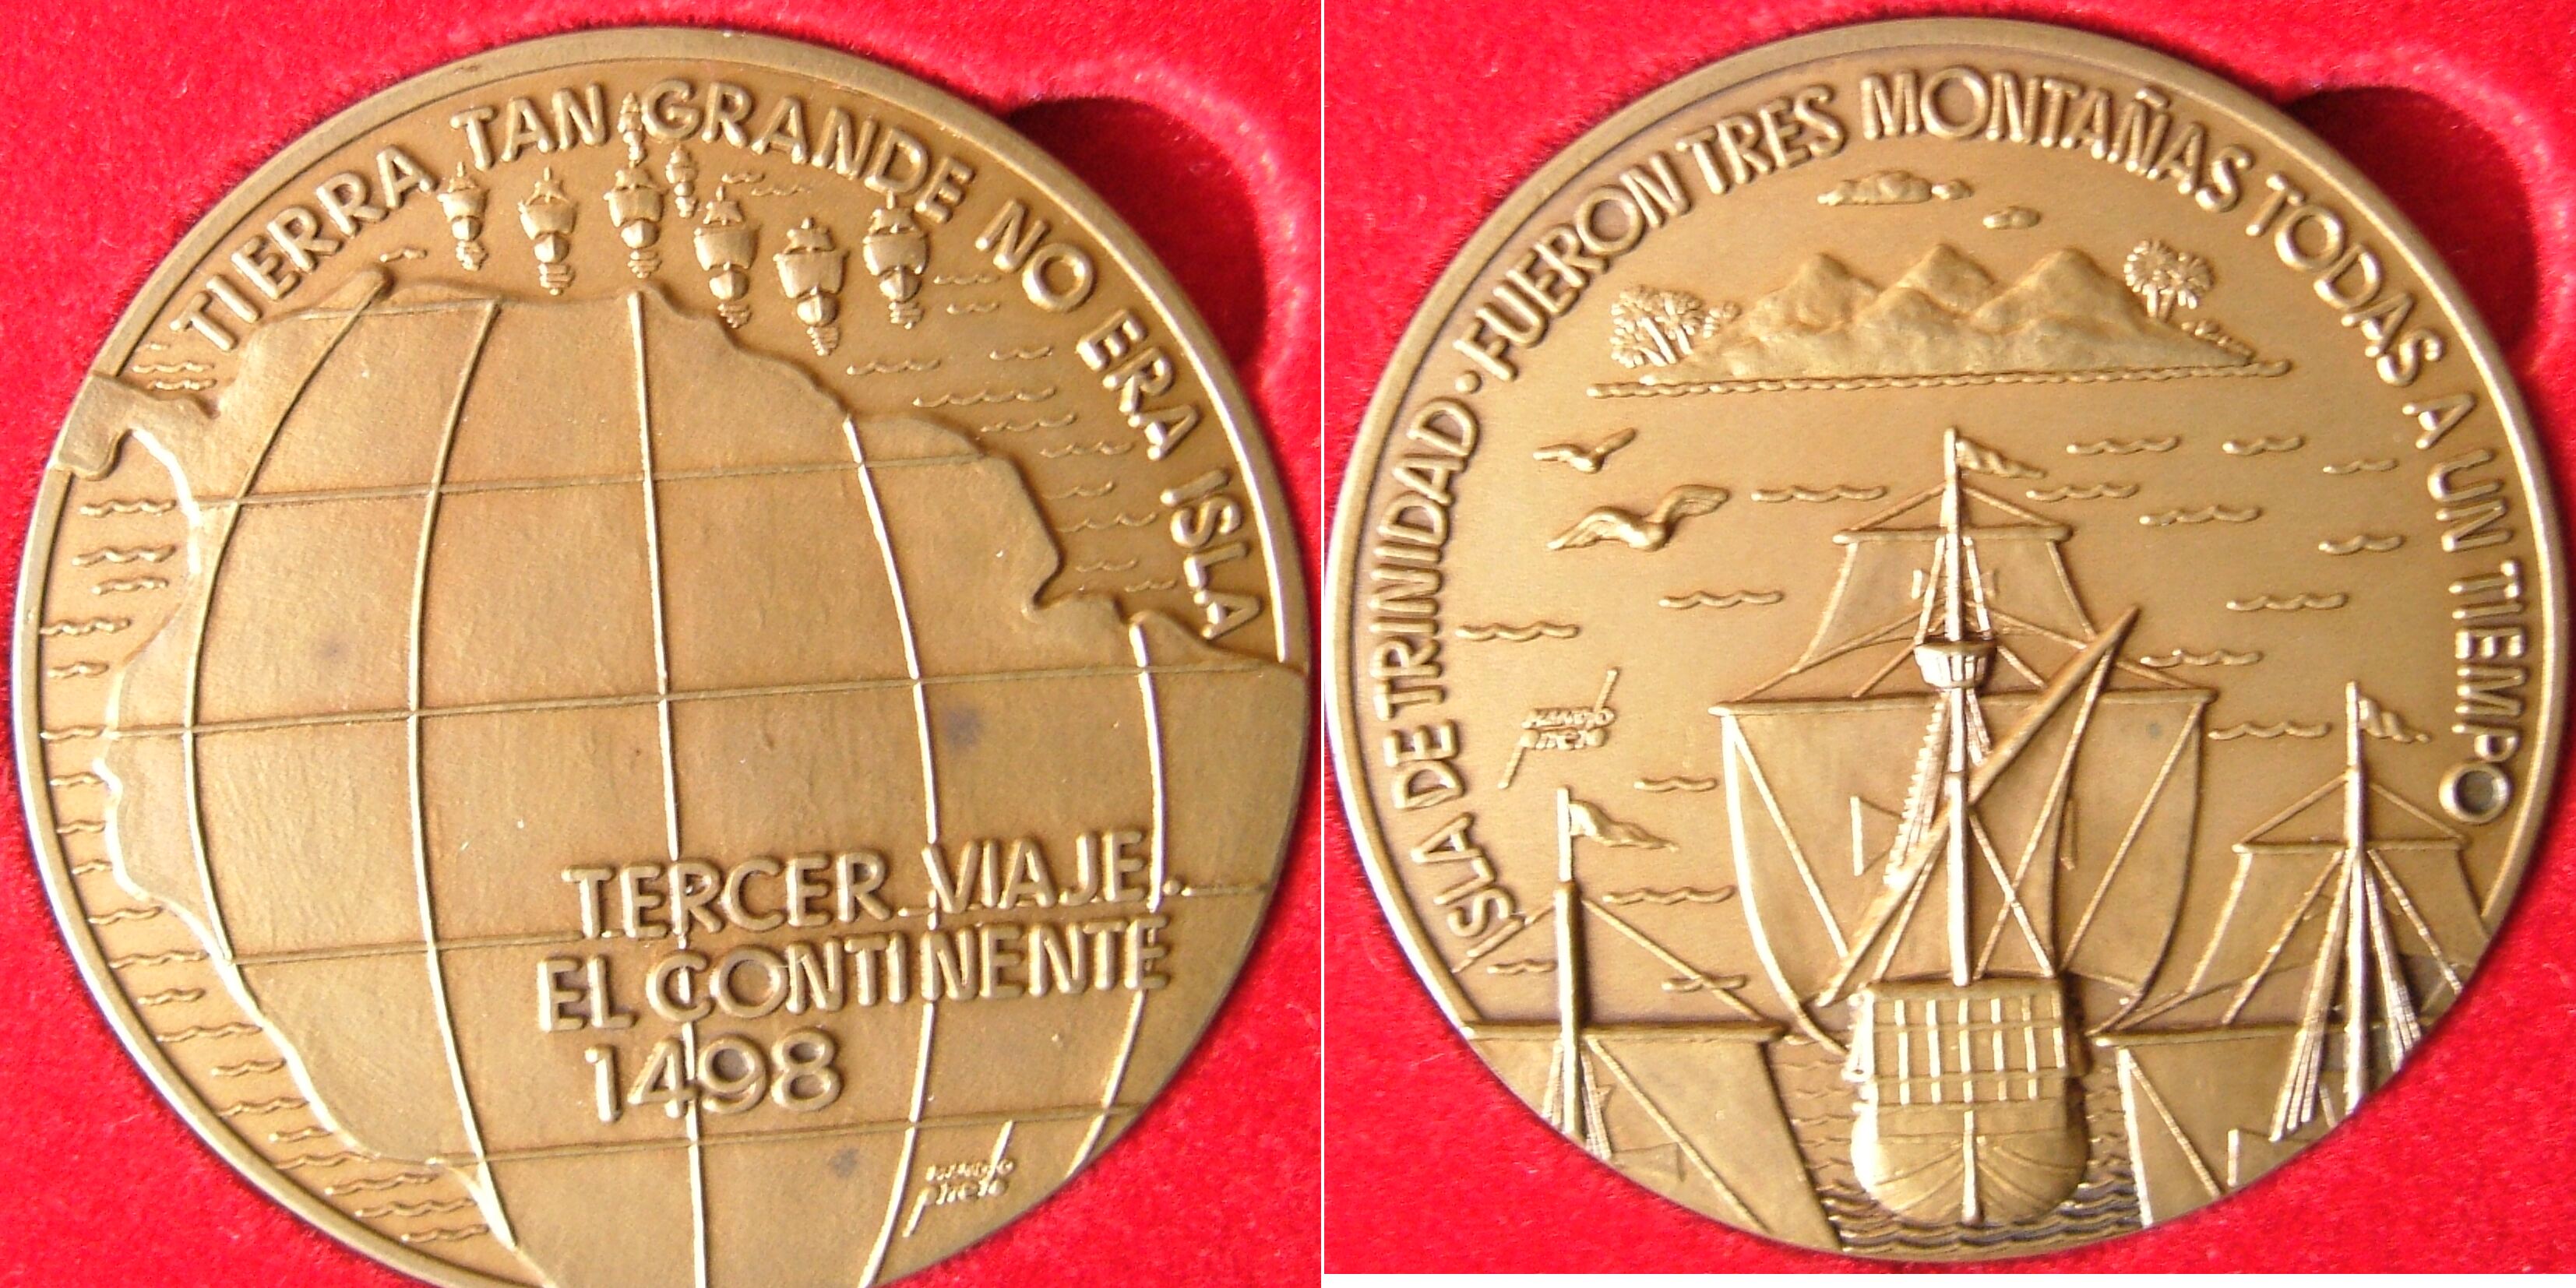 TIERRA TAN GRANDE NO ERA ISLA
TERCER VIAJE.
EL CONTINENTE
1498
ISLA DE TRINIDAD · FUERON TRES MONTAÑAS TODAS A UN TIEMPO